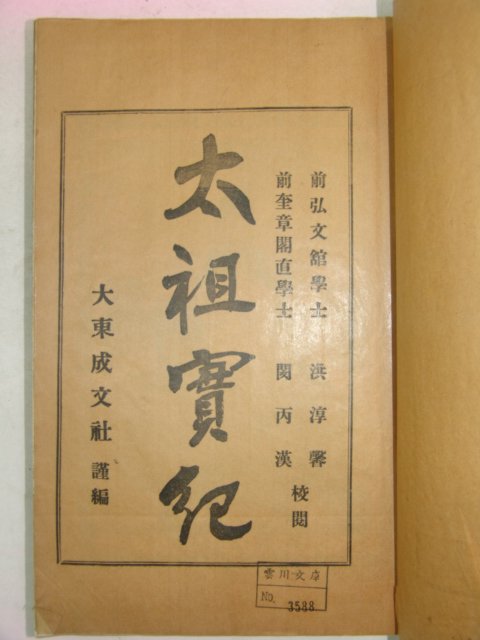 前弘文館學士 洪淳馨
前奎章閣直學士 閔丙漢 校閱
太祖實紀
大東成文社 謹編
雲川文庫
No. 3588